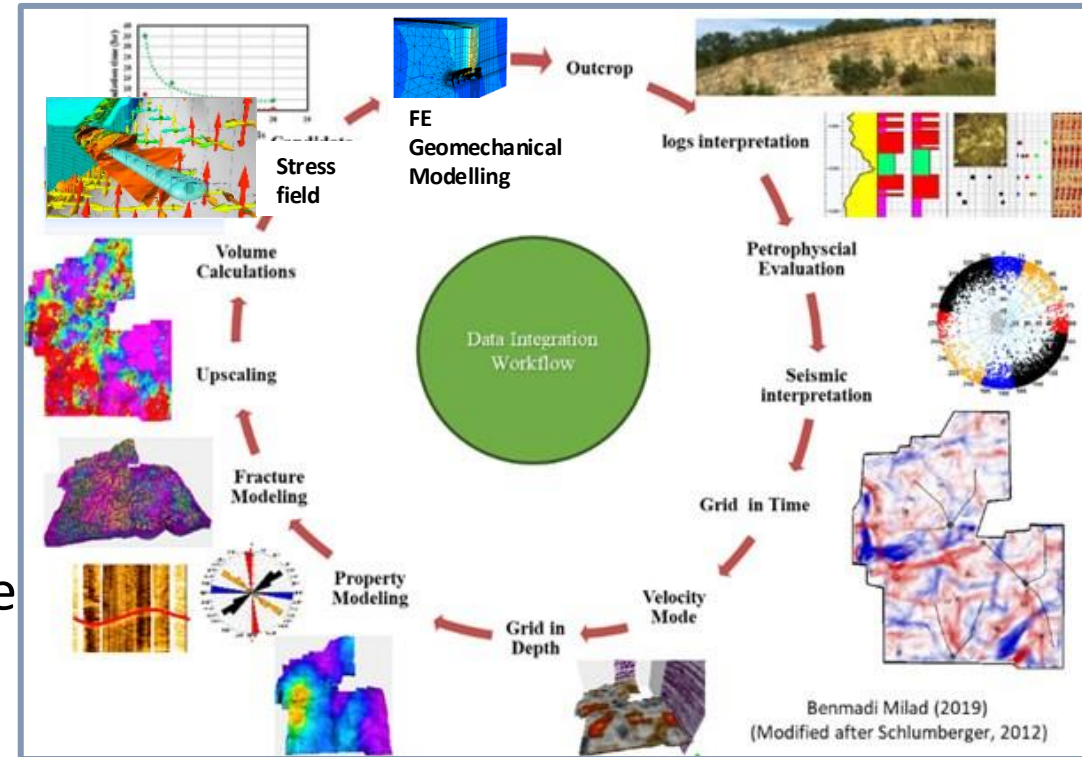 FE
Geomechanical
Modelling
Outcrop
logs interpretation
Petrophyscial
Evaluation
Seismic
interpretation
Grid in Time
Velocity
Mode
Grid in
Depth
Property
Modeling
Fracture
Modeling
Upscaling
Volume
Calculations
Stress
field
Data Integration
Workflow
e
Benmadi Milad (2019)
(Modified after Schlumberger, 2012)